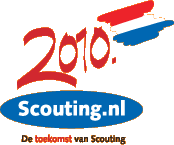 2010.
Scouting.nl
De toekomst van Scouting